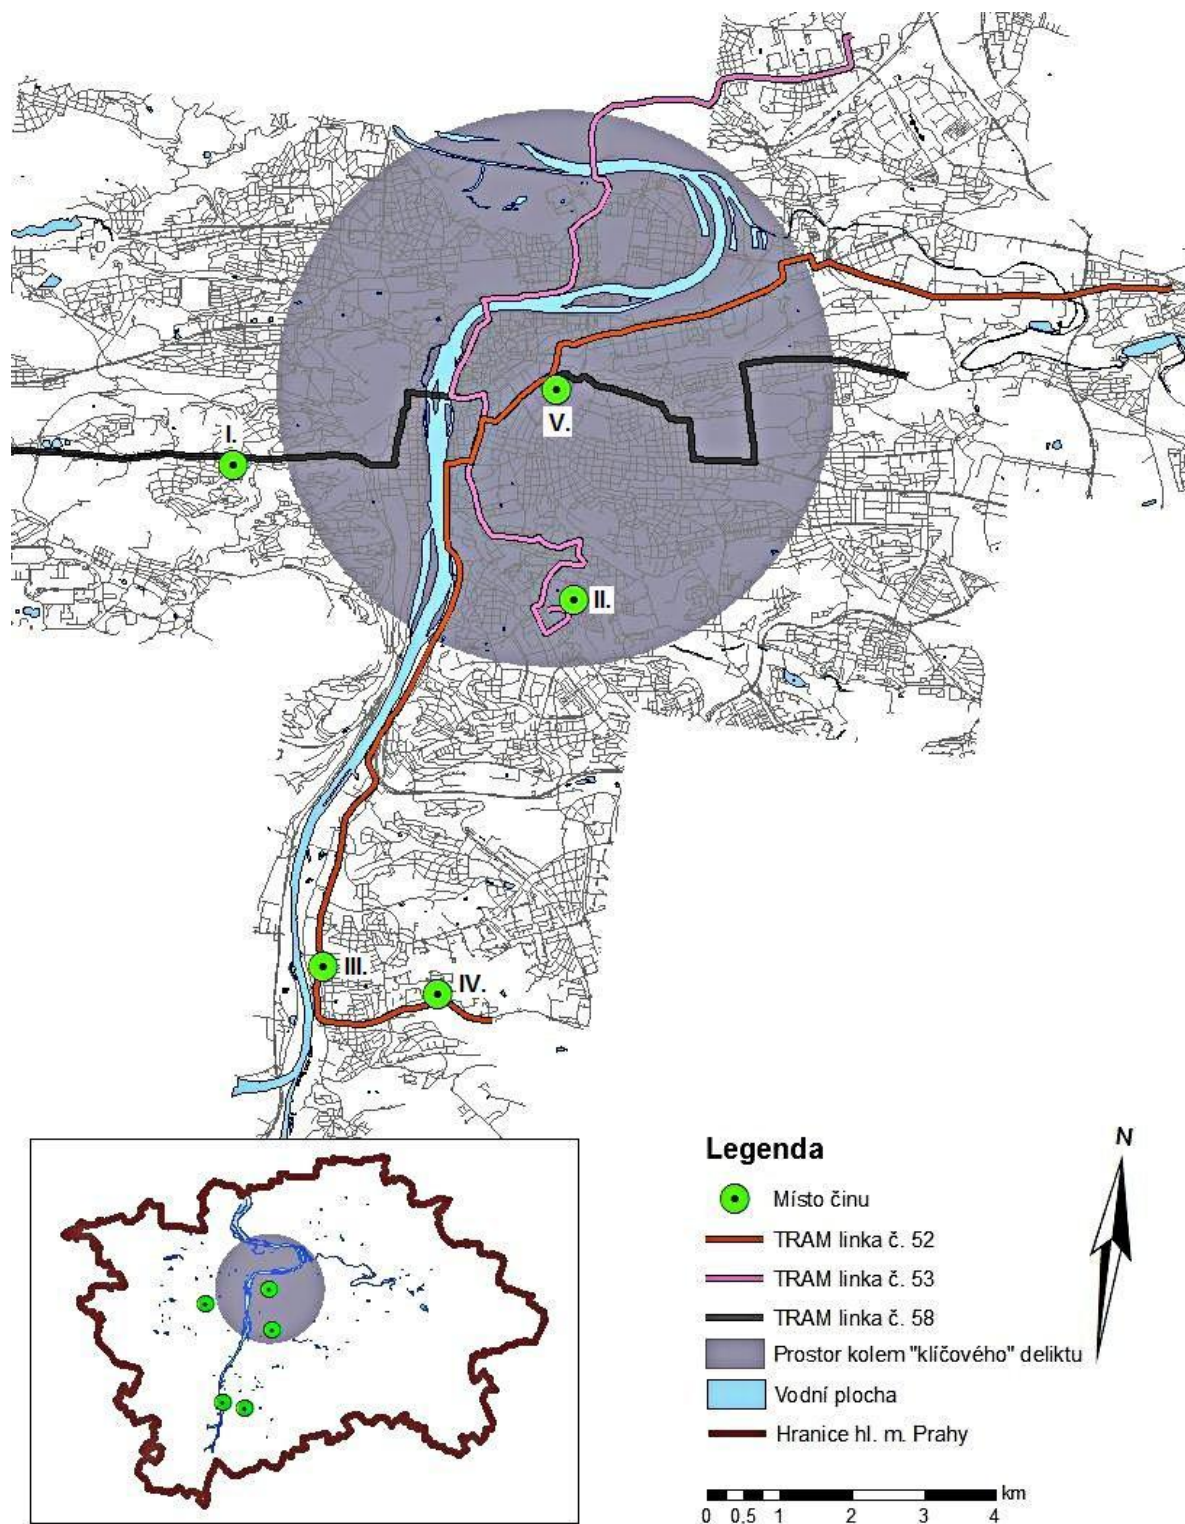 I.
V.
II.
III.
IV.
Legenda
N
Místo činu
TRAM linka č. 52
TRAM linka č. 53
TRAM linka č. 58
Prostor kolem "klíčového" deliktu
Vodní plocha
Hranice hl. m. Prahy
km
0 0,5 1 2 3 4